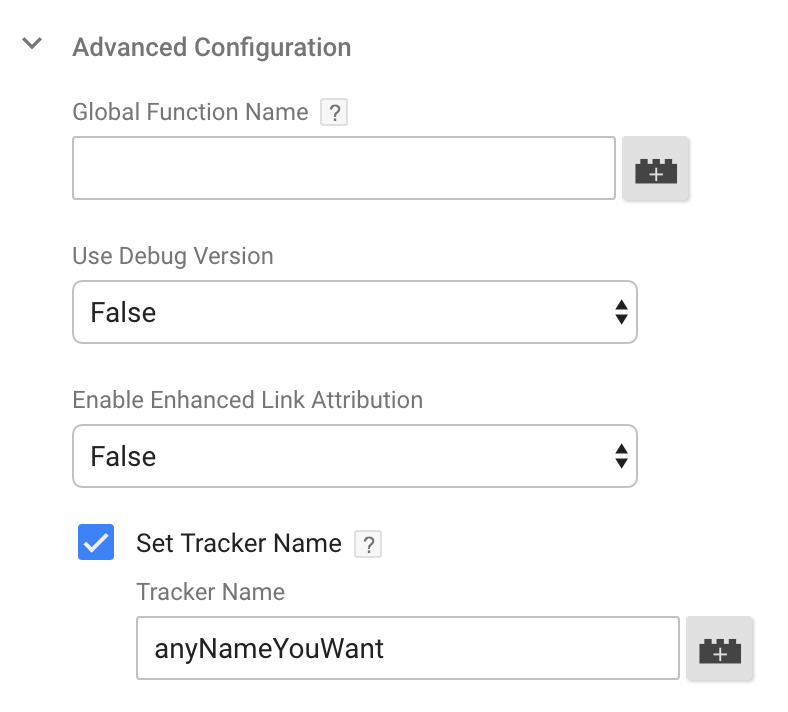 Advanced Configuration
Global Function Name ?
Use Debug Version
False
Enable Enhanced Link Attribution
False
Set Tracker Name ?
Tracker Name
anyNameYouWant